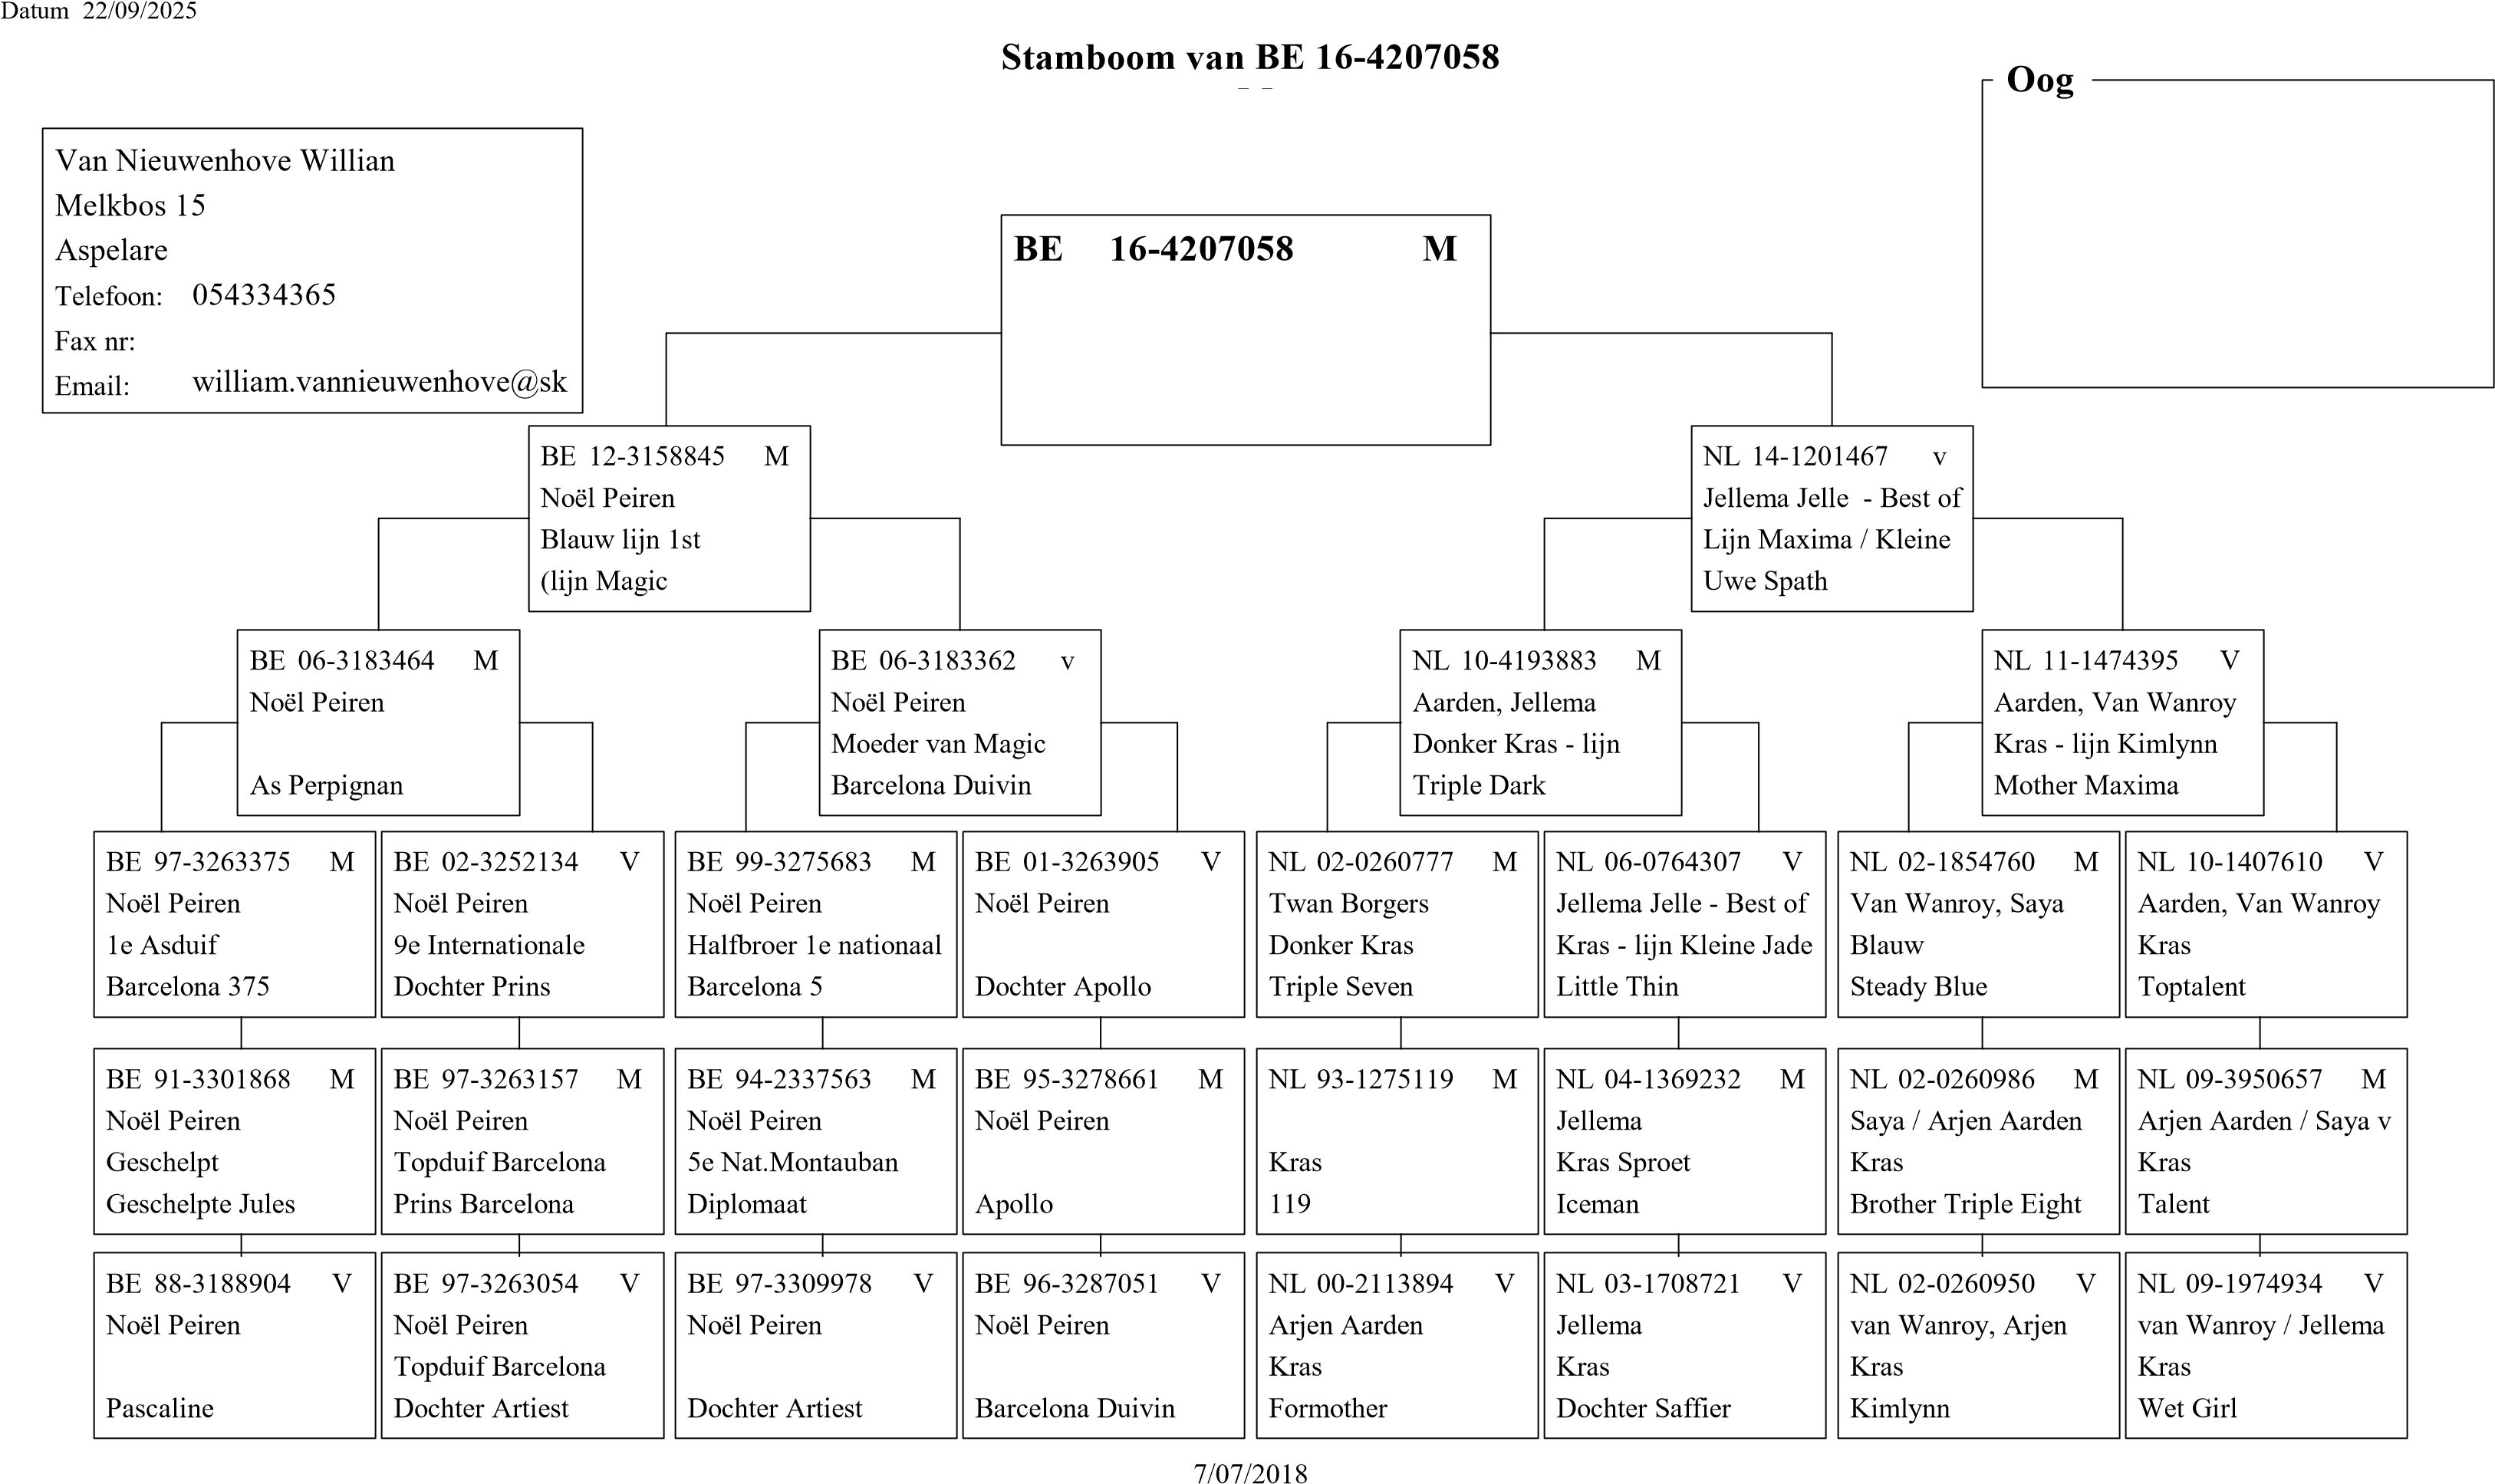 Datum 22/09/2025
Stamboom van BE 16-4207058
Oog
Van Nieuwenhove Willian
Melkbos 15
Aspelare
Telefoon: 054334365
Fax nr:
Email: william.vannieuwenhove@sk
BE 16-4207058 M
BE 12-3158845 M
Noël Peiren
Blauw lijn 1st
(lijn Magic
NL 14-1201467 v
Jellema Jelle - Best of
Lijn Maxima / Kleine
Uwe Spath
BE 06-3183464 M
Noël Peiren
As Perpignan
BE 06-3183362 v
Noël Peiren
Moeder van Magic
Barcelona Duivin
NL 10-4193883 M
Aarden, Jellema
Donker Kras - lijn
Triple Dark
NL 11-1474395 V
Aarden, Van Wanroy
Kras - lijn Kimlynn
Mother Maxima
BE 97-3263375 M
Noël Peiren
1e Asduif
Barcelona 375
BE 02-3252134 V
Noël Peiren
9e Internationale
Dochter Prins
BE 99-3275683 M
Noël Peiren
Halfbroer 1e nationaal
Barcelona 5
BE 01-3263905 V
Noël Peiren
Dochter Apollo
NL 02-0260777 M
Twan Borgers
Donker Kras
Triple Seven
NL 06-0764307 V
Jellema Jelle - Best of
Kras - lijn Kleine Jade
Little Thin
NL 02-1854760 M
Van Wanroy, Saya
Blauw
Steady Blue
NL 10-1407610 V
Aarden, Van Wanroy
Kras
Toptalent
BE 91-3301868 M
Noël Peiren
Geschelpt
Geschelpte Jules
BE 97-3263157 M
Noël Peiren
Topduif Barcelona
Prins Barcelona
BE 94-2337563 M
Noël Peiren
5e Nat.Montauban
Diplomaat
BE 95-3278661 M
Noël Peiren
Apollo
NL 93-1275119 M
Kras
119
NL 04-1369232 M
Jellema
Kras Sproet
Iceman
NL 02-0260986 M
Saya / Arjen Aarden
Kras
Brother Triple Eight
NL 09-3950657 M
Arjen Aarden / Saya v
Kras
Talent
BE 88-3188904 V
Noël Peiren
Pascaline
BE 97-3263054 V
Noël Peiren
Topduif Barcelona
Dochter Artiest
BE 97-3309978 V
Noël Peiren
Dochter Artiest
BE 96-3287051 V
Noël Peiren
Barcelona Duivin
NL 00-2113894 V
Arjen Aarden
Kras
Formother
NL 03-1708721 V
Jellema
Kras
Dochter Saffier
NL 02-0260950 V
van Wanroy, Arjen
Kras
Kimlynn
NL 09-1974934 V
van Wanroy / Jellema
Kras
Wet Girl
7/07/2018